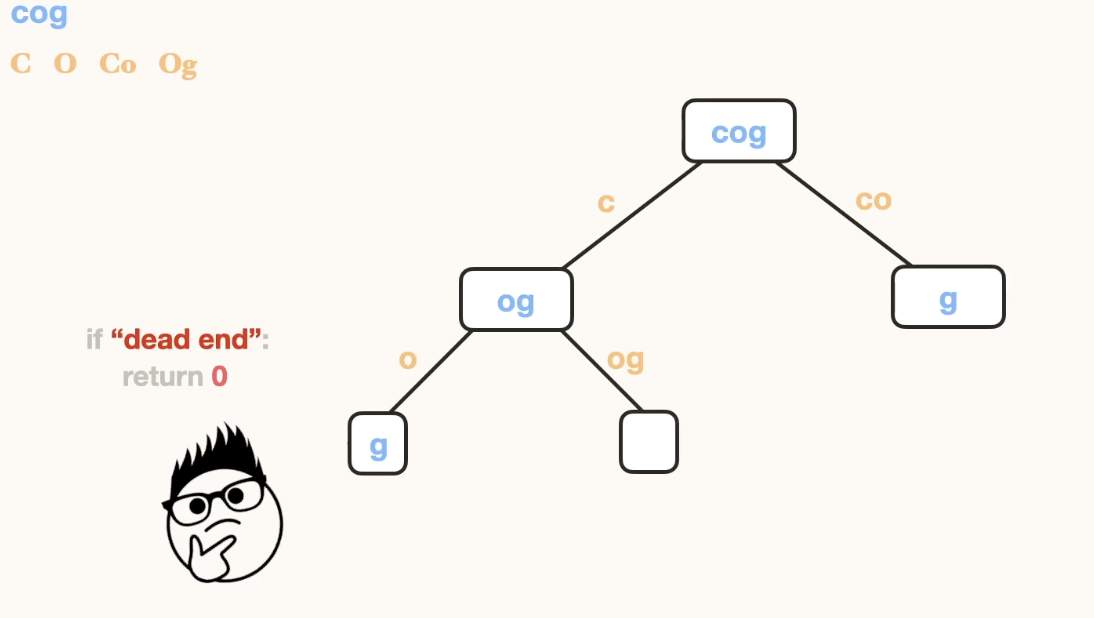 cog
C O Co Og
cog
c
co
og
g
o
og
if “dead end”:
return 0
g